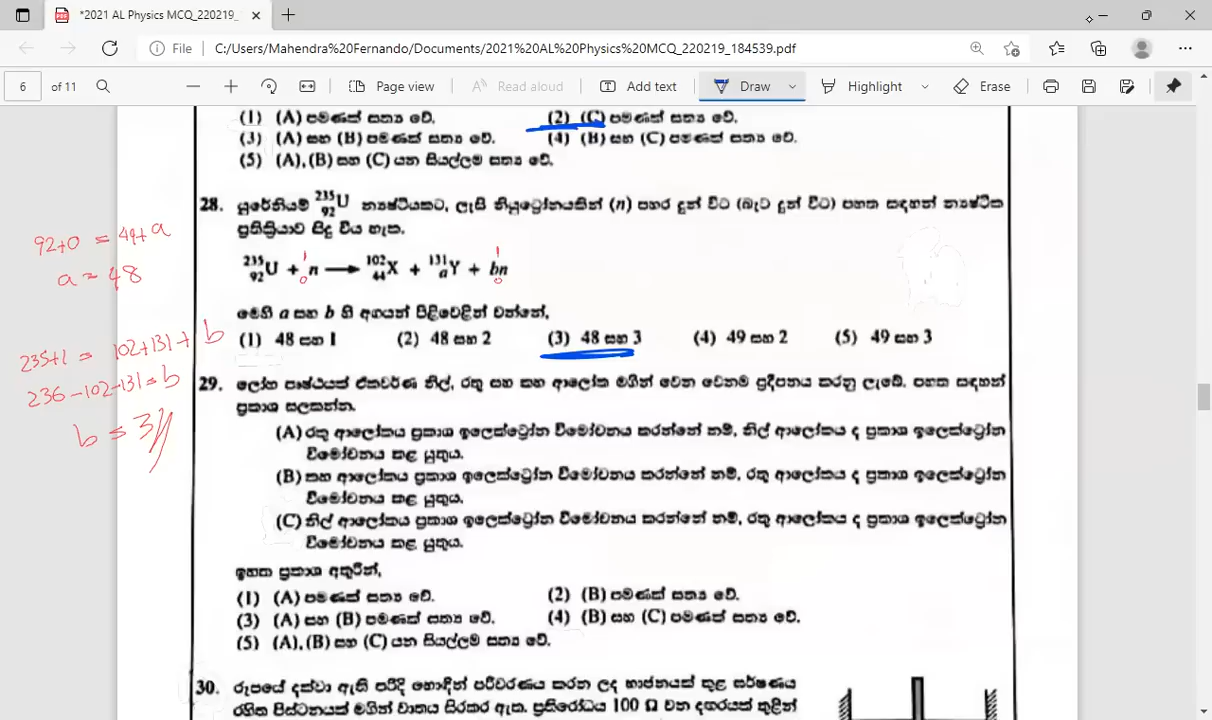 *2021 AL Physics MCQ_220219_
File C:/Users/Mahendra%20Fernando/Documents/2021%20AL%20Physics%20MCQ_220219_184539.pdf
6 of 11 Page view Read aloud Add text Draw Highlight Erase
(1) (A) පමණක් සත්‍ය වේ. (2) (C) පමණක් සත්‍ය වේ.
(3) (A) සහ (B) පමණක් සත්‍ය වේ. (4) (B) සහ (C) පමණක් සත්‍ය වේ.
(5) (A), (B) සහ (C) යන සියල්ලම සත්‍ය වේ.
28. යුරේනියම් ²³⁵₉₂U න්‍යෂ්ටියකට, ලැසි නියුට්‍රෝනයකින් (n) පහර දුන් විට (බැට දුන් විට) පහත සඳහන් න්‍යෂ්ටික
ප්‍රතික්‍රියාව සිදු විය හැක.
92+0 = 44+a
a = 48
²³⁵₉₂U + ¹₀n ⟶ ¹⁰²₄₄X + ¹³¹ₐY + b¹₀n
මෙහි a සහ b හි අගයන් පිළිවෙළින් වන්නේ,
(1) 48 සහ 1 (2) 48 සහ 2 (3) 48 සහ 3 (4) 49 සහ 2 (5) 49 සහ 3
235+1 = 102+131+b
236-102-131=b
b = 3
29. ලෝහ පෘෂ්ඨයක් ඒකවර්ණ නිල්, රතු සහ කහ ආලෝක මගින් වෙන වෙනම ප්‍රදීපනය කරනු ලැබේ. පහත සඳහන්
ප්‍රකාශ සලකන්න.
(A) රතු ආලෝකය ප්‍රකාශ ඉලෙක්ට්‍රෝන විමෝචනය කරන්නේ නම්, නිල් ආලෝකය ද ප්‍රකාශ ඉලෙක්ට්‍රෝන
විමෝචනය කළ යුතුය.
(B) කහ ආලෝකය ප්‍රකාශ ඉලෙක්ට්‍රෝන විමෝචනය කරන්නේ නම්, රතු ආලෝකය ද ප්‍රකාශ ඉලෙක්ට්‍රෝන
විමෝචනය කළ යුතුය.
(C) නිල් ආලෝකය ප්‍රකාශ ඉලෙක්ට්‍රෝන විමෝචනය කරන්නේ නම්, රතු ආලෝකය ද ප්‍රකාශ ඉලෙක්ට්‍රෝන
විමෝචනය කළ යුතුය.
ඉහත ප්‍රකාශ අතුරින්,
(1) (A) පමණක් සත්‍ය වේ. (2) (B) පමණක් සත්‍ය වේ.
(3) (A) සහ (B) පමණක් සත්‍ය වේ. (4) (B) සහ (C) පමණක් සත්‍ය වේ.
(5) (A), (B) සහ (C) යන සියල්ලම සත්‍ය වේ.
30. රූපයේ දක්වා ඇති පරිදි හොඳින් පරිවරණය කරන ලද භාජනයක් තුළ ඝර්ෂණය
රහිත පිස්ටනයක් මගින් වාතය සිරකර ඇත. ප්‍රතිරෝධය 100 Ω වන දඟරයක් තුළින්